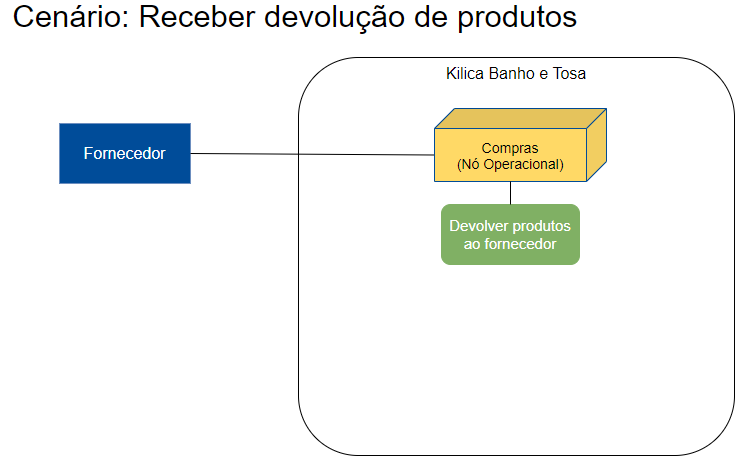 Cenário: Receber devolução de produtos
Kilica Banho e Tosa
Fornecedor
Compras
(Nó Operacional)
Devolver produtos
ao fornecedor